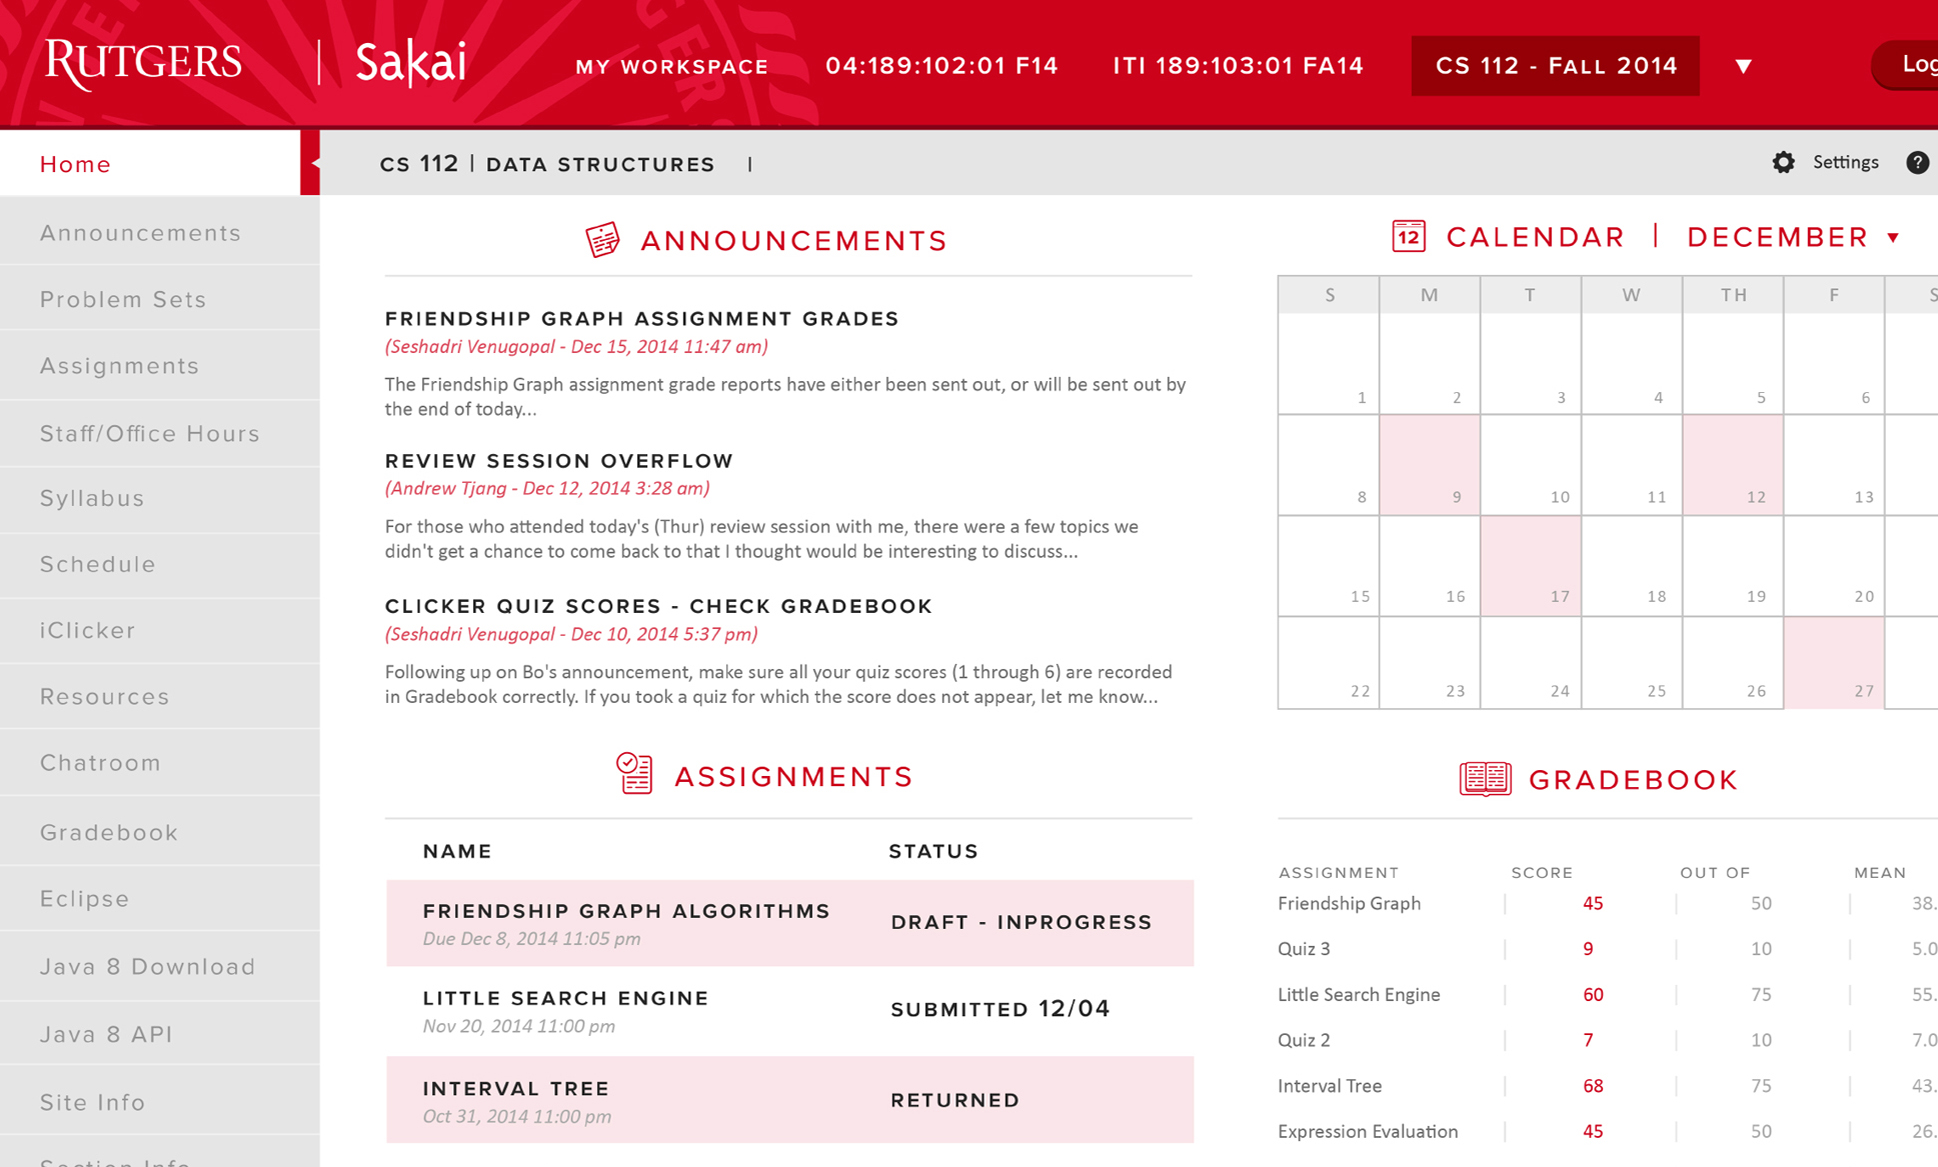 RUTGERS | Sakai
MY WORKSPACE
04:189:102:01 F14
ITI 189:103:01 FA14
CS 112 - FALL 2014
Log
Home
Announcements
Problem Sets
Assignments
Staff/Office Hours
Syllabus
Schedule
iClicker
Resources
Chatroom
Gradebook
Eclipse
Java 8 Download
Java 8 API
Site Info
Section Info
CS 112 | DATA STRUCTURES |
Settings
?
ANNOUNCEMENTS
FRIENDSHIP GRAPH ASSIGNMENT GRADES
(Seshadri Venugopal - Dec 15, 2014 11:47 am)
The Friendship Graph assignment grade reports have either been sent out, or will be sent out by
the end of today...
REVIEW SESSION OVERFLOW
(Andrew Tjang - Dec 12, 2014 3:28 am)
For those who attended today's (Thur) review session with me, there were a few topics we
didn't get a chance to come back to that I thought would be interesting to discuss...
CLICKER QUIZ SCORES - CHECK GRADEBOOK
(Seshadri Venugopal - Dec 10, 2014 5:37 pm)
Following up on Bo's announcement, make sure all your quiz scores (1 through 6) are recorded
in Gradebook correctly. If you took a quiz for which the score does not appear, let me know...
12 CALENDAR | DECEMBER
S M T W TH F S
1 2 3 4 5 6
8 9 10 11 12 13
15 16 17 18 19 20
22 23 24 25 26 27
ASSIGNMENTS
NAME STATUS
FRIENDSHIP GRAPH ALGORITHMS
Due Dec 8, 2014 11:05 pm
DRAFT - INPROGRESS
LITTLE SEARCH ENGINE
Nov 20, 2014 11:00 pm
SUBMITTED 12/04
INTERVAL TREE
Oct 31, 2014 11:00 pm
RETURNED
GRADEBOOK
ASSIGNMENT SCORE OUT OF MEAN
Friendship Graph 45 50 38.
Quiz 3 9 10 5.0
Little Search Engine 60 75 55.
Quiz 2 7 10 7.0
Interval Tree 68 75 43.
Expression Evaluation 45 50 26.